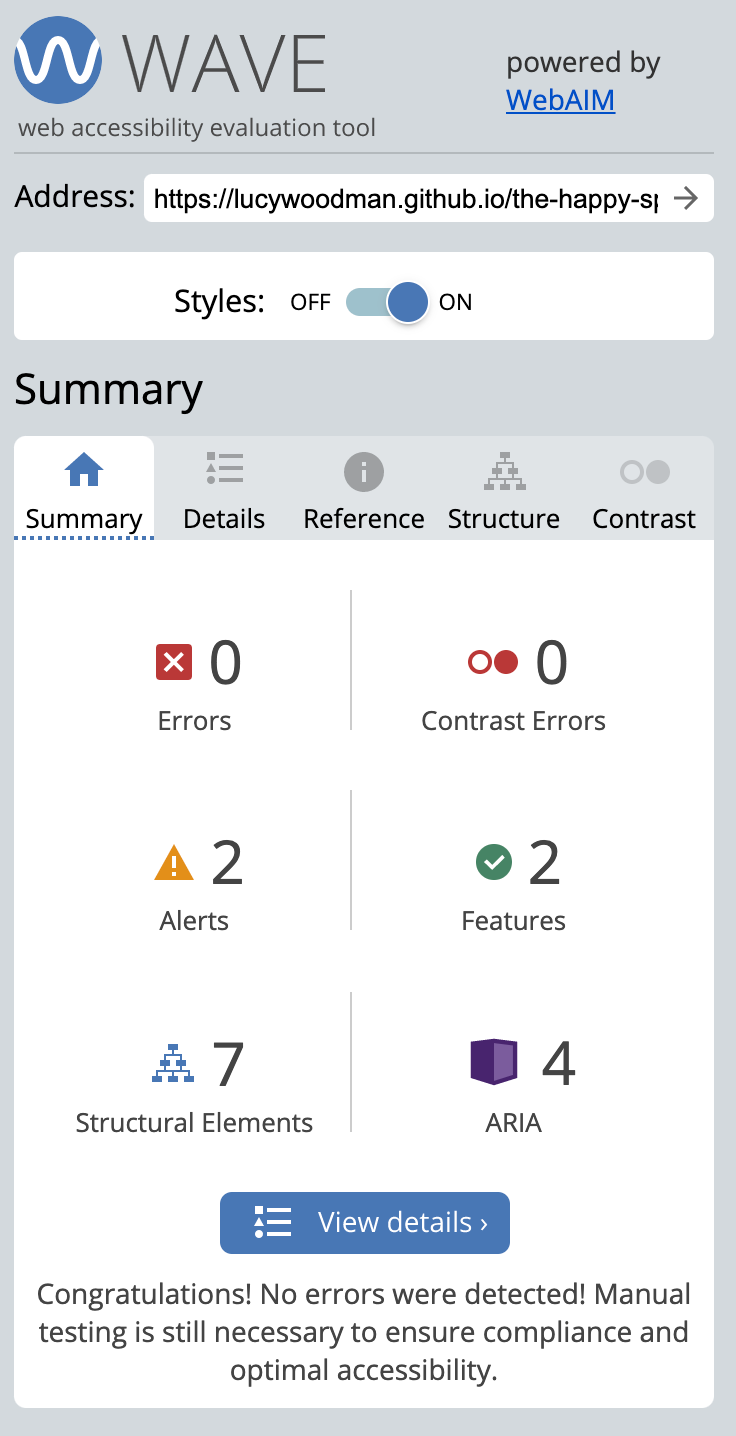 WAVE
powered by
WebAIM
web accessibility evaluation tool
Address: https://lucywoodman.github.io/the-happy-sp
Styles: OFF ON
Summary
Summary Details Reference Structure Contrast
0 0
Errors Contrast Errors
2 2
Alerts Features
7 4
Structural Elements ARIA
View details ›
Congratulations! No errors were detected! Manual
testing is still necessary to ensure compliance and
optimal accessibility.